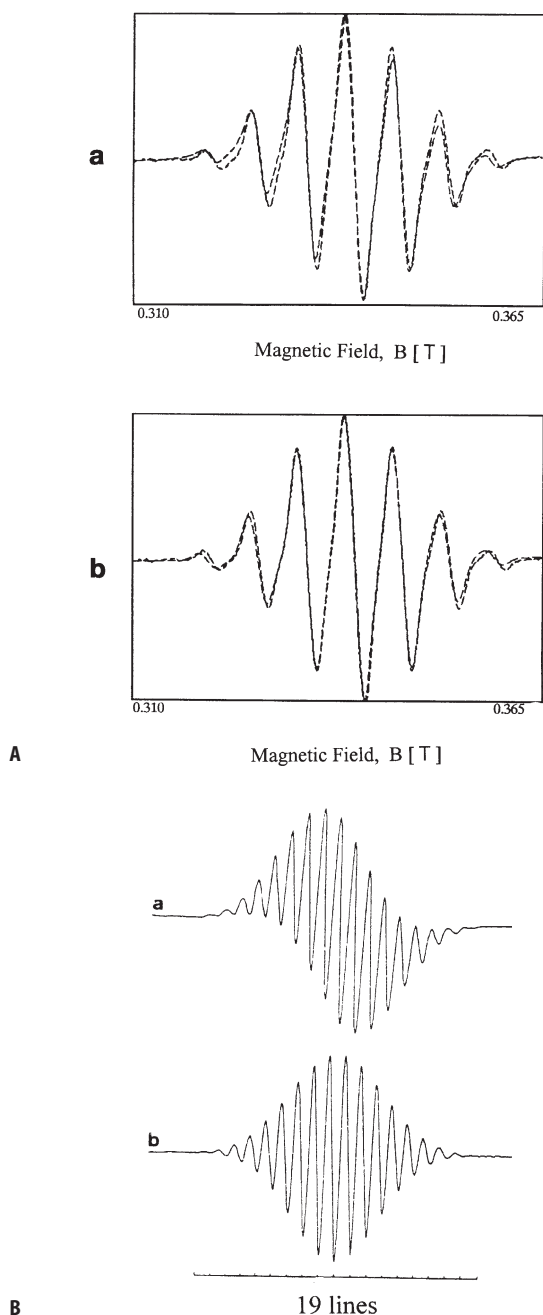 a
0.310 0.365
Magnetic Field, B [ T ]
b
0.310 0.365
A Magnetic Field, B [ T ]
a
b
B 19 lines